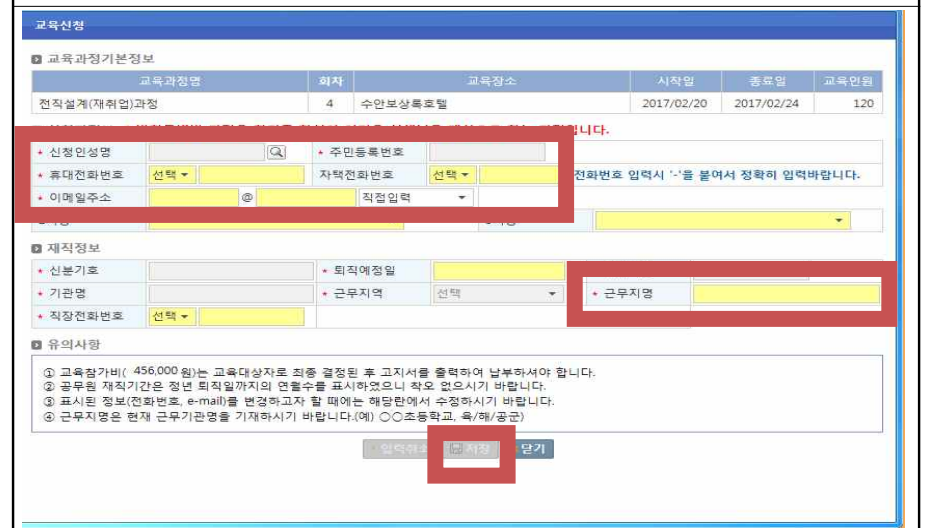 교육신청
교육과정기본정보
교육과정명 회차 교육장소 시작일 종료일 교육인원
전직설계(재취업)과정 4 수안보상록호텔 2017/02/20 2017/02/24 120
입니다.
* 신청인성명 * 주민등록번호
* 휴대전화번호 선택 자택전화번호 선택 전화번호 입력시 '-'을 붙여서 정확히 입력바랍니다.
* 이메일주소 @ 직접입력
재직정보
* 신분기호 * 퇴직예정일
* 기관명 * 근무지역 선택 * 근무지명
* 직장전화번호 선택
유의사항
① 교육참가비( 456,000 원)는 교육대상자로 최종 결정된 후 고지서를 출력하여 납부하셔야 합니다.
② 공무원 재직기간은 정년 퇴직일까지의 연월수를 표시하였으니 착오 없으시기 바랍니다.
③ 표시된 정보(전화번호, e-mail)를 변경하고자 할 때에는 해당란에서 수정하시기 바랍니다.
④ 근무지명은 현재 근무기관명을 기재하시기 바랍니다.(예) ○○초등학교, 육/해/공군)
입력취소 저장 닫기